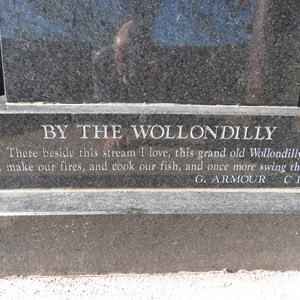 BY THE WOLLONDILLY
There beside this stream I love, this grand old Wollondilly
make our fires, and cook our fish, and once more swing
G. ARMOUR C